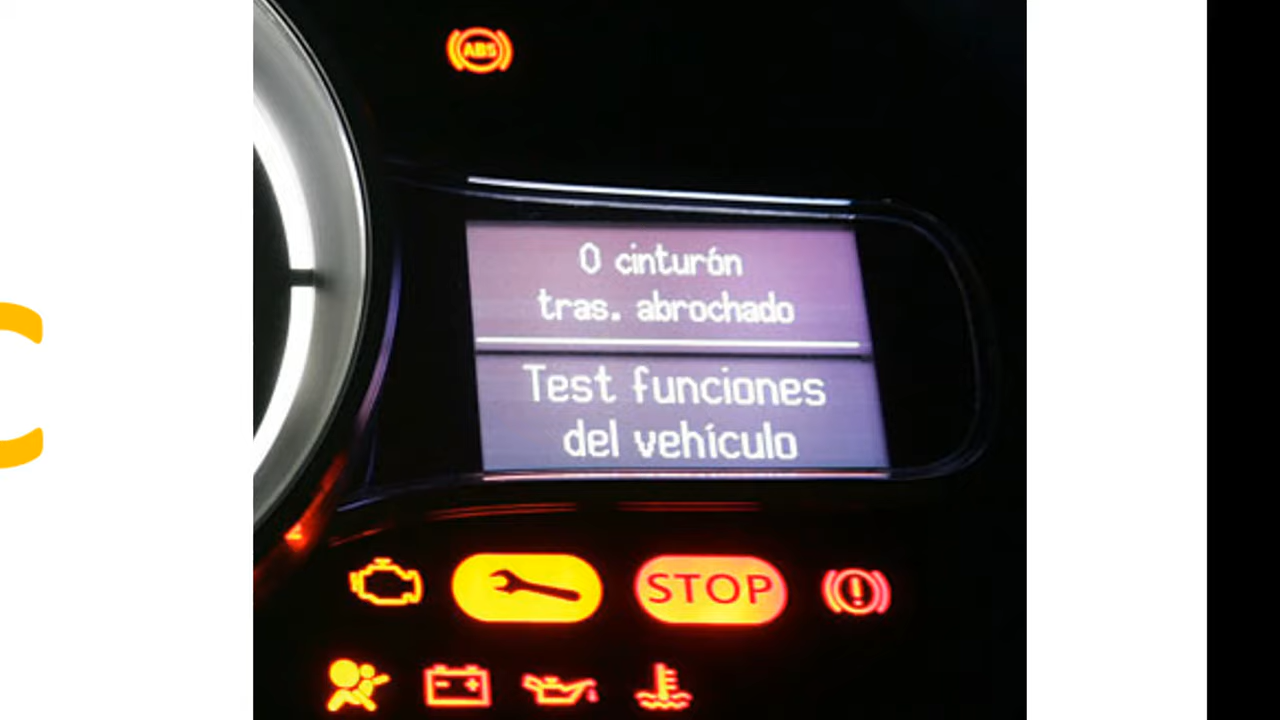 ABS
0 cinturón
tras. abrochado
Test funciones
del vehículo
STOP